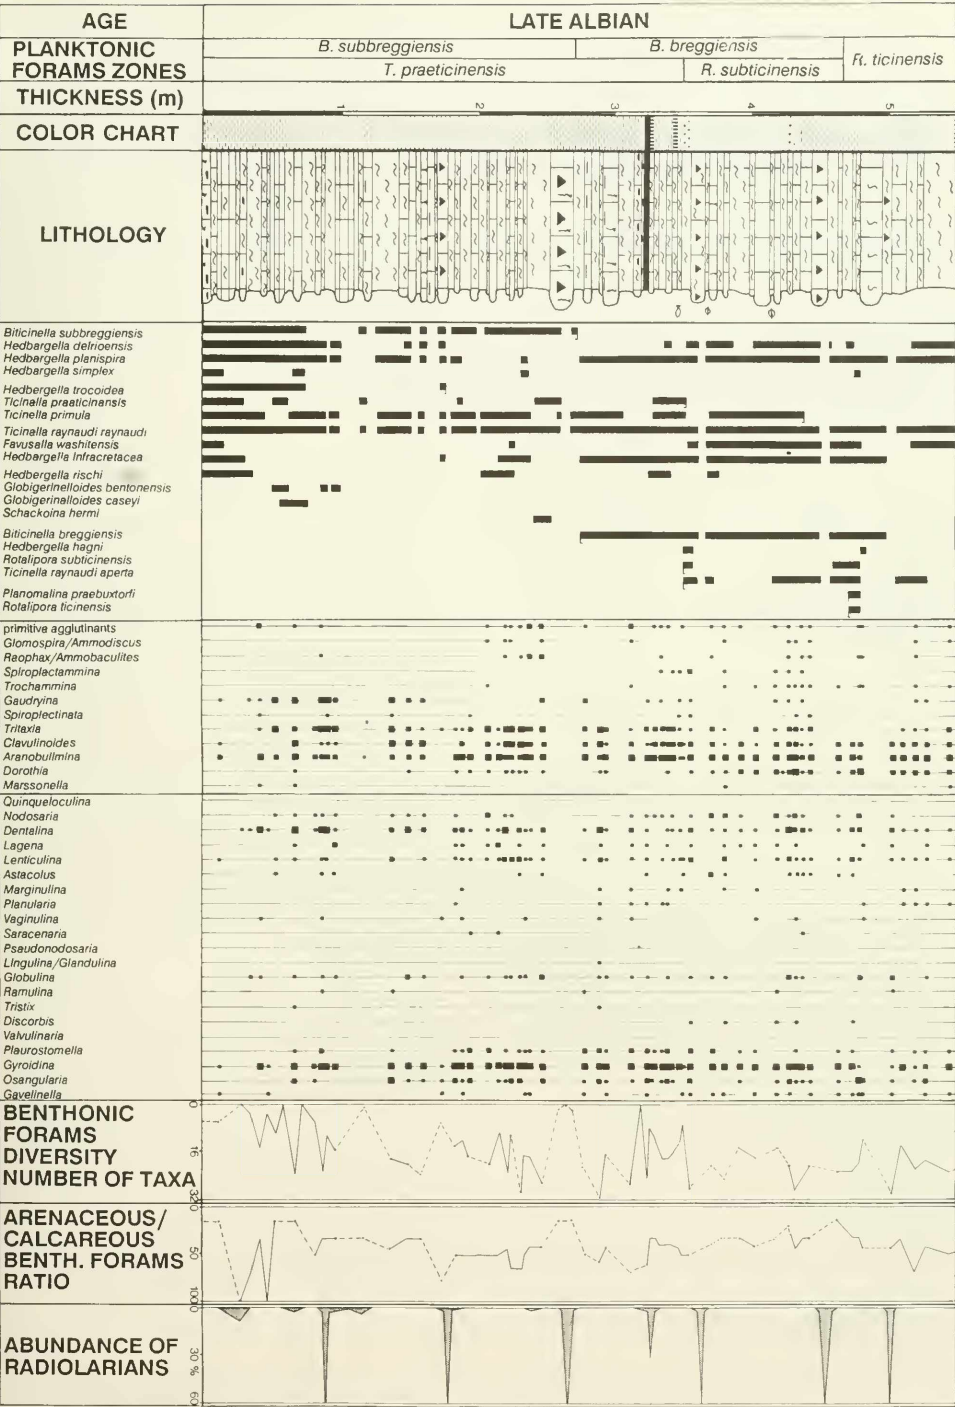 AGE
LATE ALBIAN
PLANKTONIC
FORAMS ZONES
B. subbreggiensis
B. breggiensis
R. ticinensis
T. praeticinensis
R. subticinensis
THICKNESS (m)
1
2
3
4
5
COLOR CHART
LITHOLOGY
Biticinella subbreggiensis
Hedbergella delrioensis
Hedbergella planispira
Hedbergella simplex
Hedbergella trocoidea
Ticinella praeticinensis
Ticinella primula
Ticinella raynaudi raynaudi
Favusella washitensis
Hedbergella infracretacea
Hedbergella rischi
Globigerinelloides bentonensis
Globigerinelloides caseyi
Schackoina hermi
Biticinella breggiensis
Hedbergella hagni
Rotalipora subticinensis
Ticinella raynaudi aperta
Planomalina praebuxtorfi
Rotalipora ticinensis
primitive agglutinants
Glomospira/Ammodiscus
Reophax/Ammobaculites
Spiroplectammina
Trochammina
Gaudryina
Spiroplectinata
Tritaxia
Clavulinoides
Arenobulimina
Dorothia
Marssonella
Quinqueloculina
Nodosaria
Dentalina
Lagena
Lenticulina
Astacolus
Marginulina
Planularia
Vaginulina
Saracenaria
Pseudonodosaria
Lingulina/Glandulina
Globulina
Ramulina
Tristix
Discorbis
Valvulinaria
Pleurostomella
Gyroidina
Osangularia
Gavelinella
BENTHONIC
FORAMS
DIVERSITY
NUMBER OF TAXA
0
16
32
ARENACEOUS/
CALCAREOUS
BENTH. FORAMS
RATIO
0
50
100
ABUNDANCE OF
RADIOLARIANS
0
30 %
60